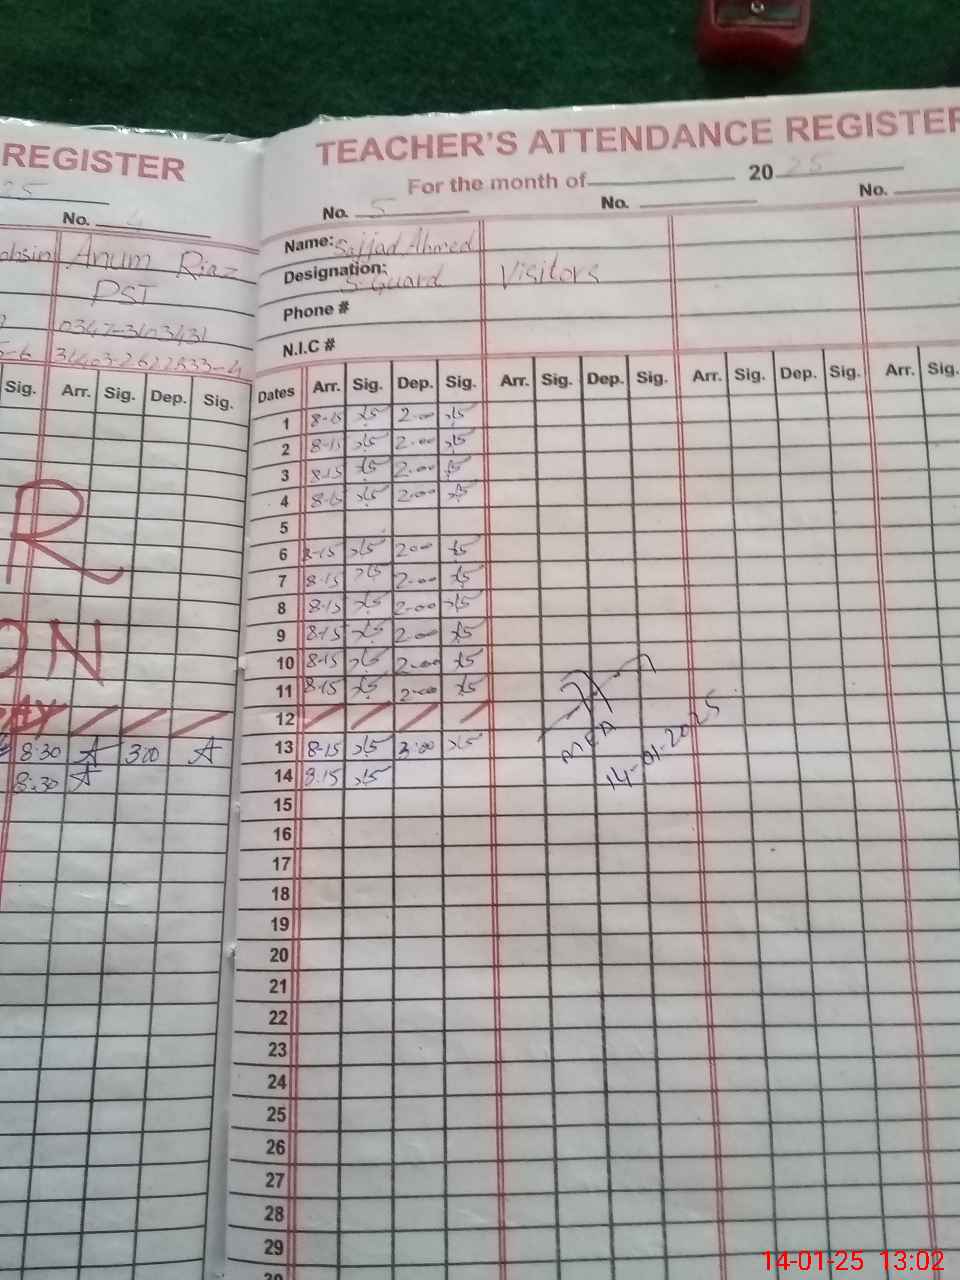 REGISTER
25
No. 4
ohsin Anum Riaz
PST
0347-3103431
Sig. Arr. Sig. Dep. Sig.
R
ON
8:30 A 3:00 A
8:30 A
TEACHER'S ATTENDANCE REGISTER
For the month of 20 25
No. 5 No. No.
Name: Sajjad Ahmed
Designation: S-Guard Visitors
Phone #
N.I.C #
Dates Arr. Sig. Dep. Sig. Arr. Sig. Dep. Sig. Arr. Sig. Dep. Sig. Arr. Sig.
1 8-15 2-00
2 8-15 2-00
3 8-15 2-00
4 8-15 2-00
5
6 8-15 2-00
7 8-15 2-00
8 8-15 2-00
9 8-15 2-00
10 8-15 2-00
11 8-15 2-00
12
13 8-15 3:00
14 8-15
MEA
14-01-2025
15
16
17
18
19
20
21
22
23
24
25
26
27
28
29
30
14-01-25 13:02